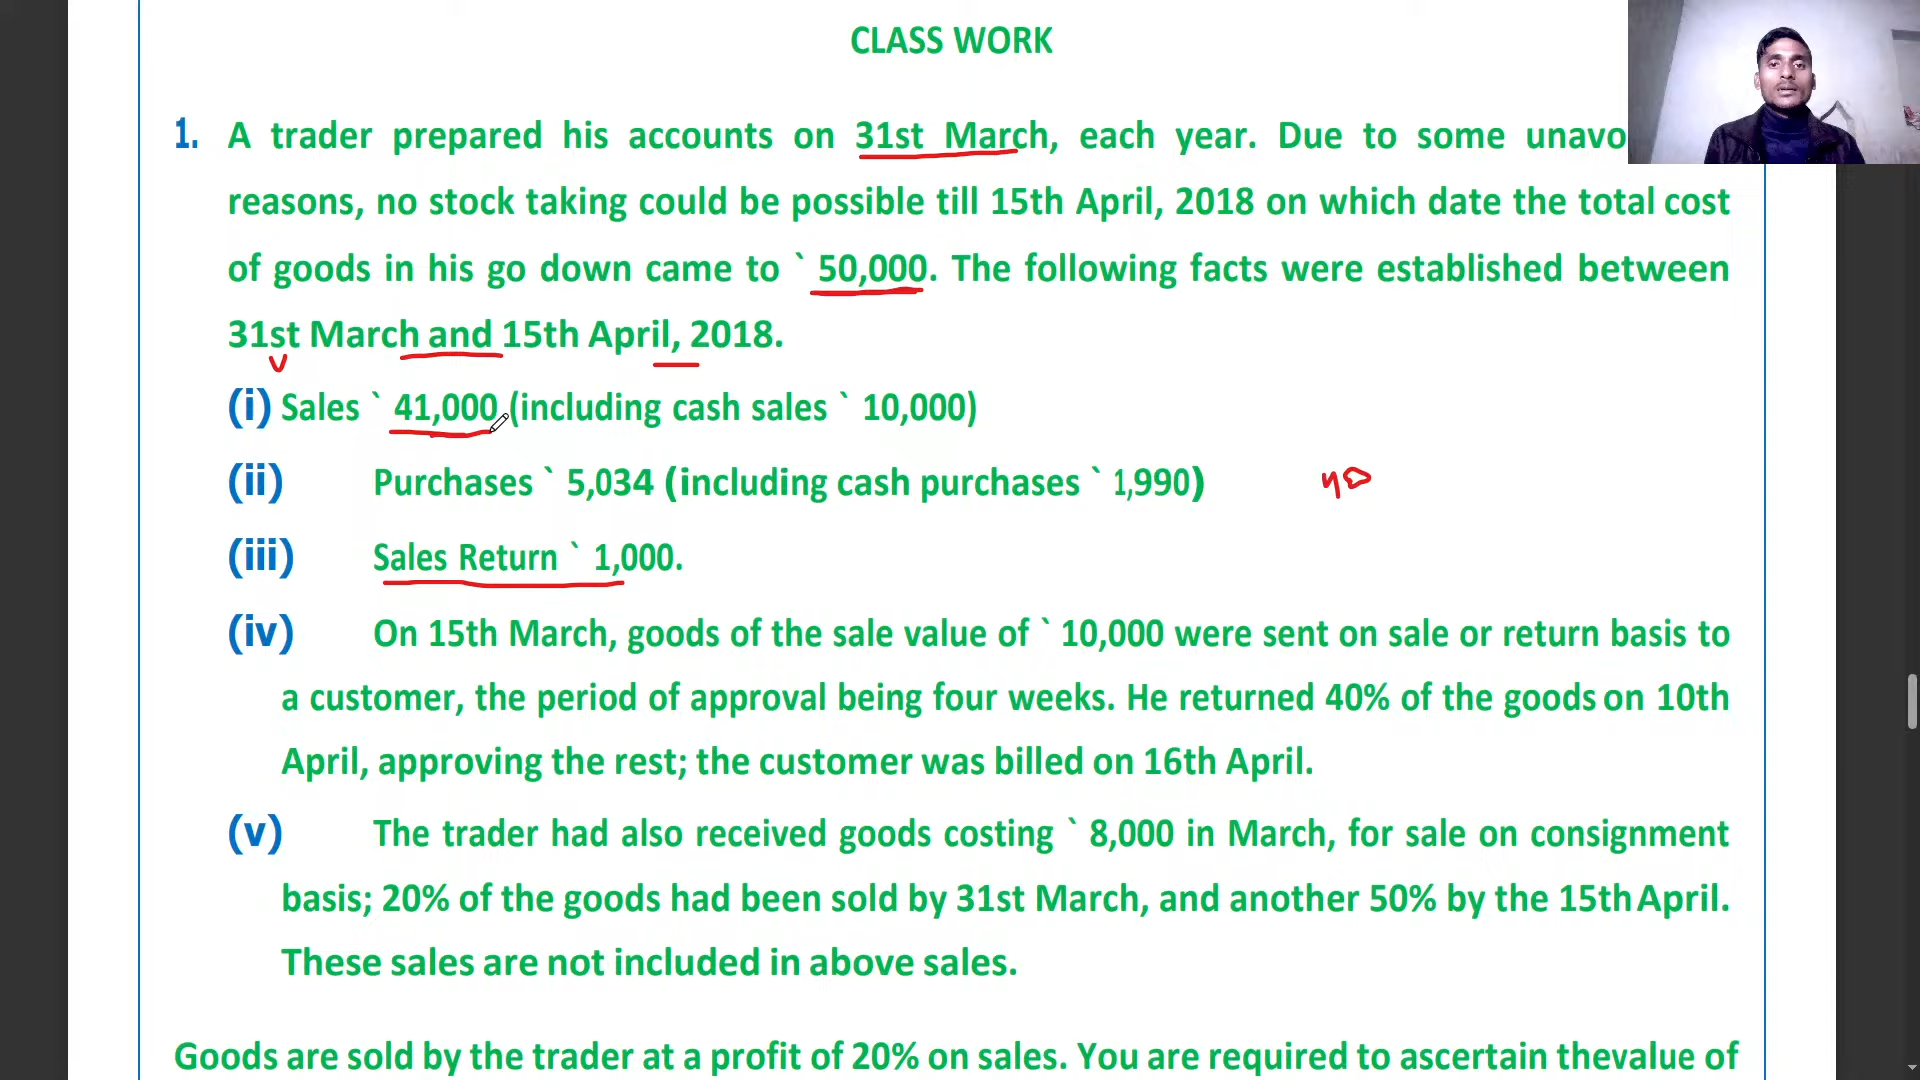 CLASS WORK
1. A trader prepared his accounts on 31st March, each year. Due to some unavo
reasons, no stock taking could be possible till 15th April, 2018 on which date the total cost
of goods in his go down came to ` 50,000. The following facts were established between
31st March and 15th April, 2018.
(i) Sales ` 41,000 (including cash sales ` 10,000)
(ii) Purchases ` 5,034 (including cash purchases ` 1,990)
(iii) Sales Return ` 1,000.
(iv) On 15th March, goods of the sale value of ` 10,000 were sent on sale or return basis to
a customer, the period of approval being four weeks. He returned 40% of the goods on 10th
April, approving the rest; the customer was billed on 16th April.
(v) The trader had also received goods costing ` 8,000 in March, for sale on consignment
basis; 20% of the goods had been sold by 31st March, and another 50% by the 15th April.
These sales are not included in above sales.
Goods are sold by the trader at a profit of 20% on sales. You are required to ascertain thevalue of